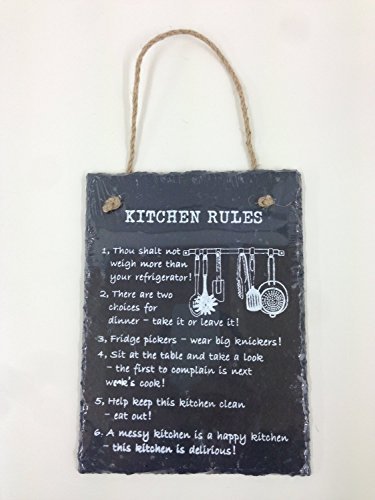 KITCHEN RULES
1, Thou shalt not
weigh more than
your refrigerator!
2, There are two
choices for
dinner - take it or leave it!
3, Fridge pickers - wear big knickers!
4, Sit at the table and take a look
- the first to complain is next
week's cook!
5, Help keep this kitchen clean
- eat out!
6. A messy kitchen is a happy kitchen
- this kitchen is delirious!